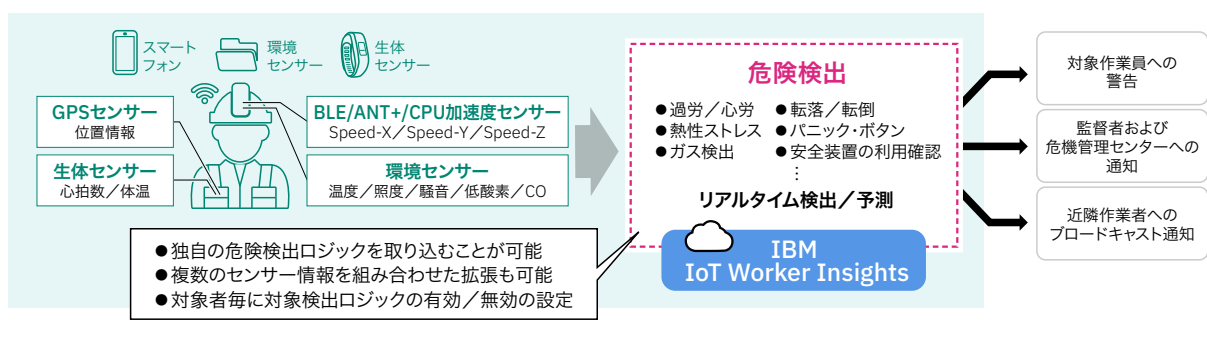 スマート
フォン
環境
センサー
生体
センサー
GPSセンサー
位置情報
生体センサー
心拍数／体温
BLE/ANT+/CPU加速度センサー
Speed-X／Speed-Y／Speed-Z
環境センサー
温度／照度／騒音／低酸素／CO
●独自の危険検出ロジックを取り込むことが可能
●複数のセンサー情報を組み合わせた拡張も可能
●対象者毎に対象検出ロジックの有効／無効の設定
危険検出
●過労／心労
●熱性ストレス
●ガス検出
●転落／転倒
●パニック・ボタン
●安全装置の利用確認
⋮
リアルタイム検出／予測
IBM
IoT Worker Insights
対象作業員への
警告
監督者および
危機管理センターへの
通知
近隣作業者への
ブロードキャスト通知